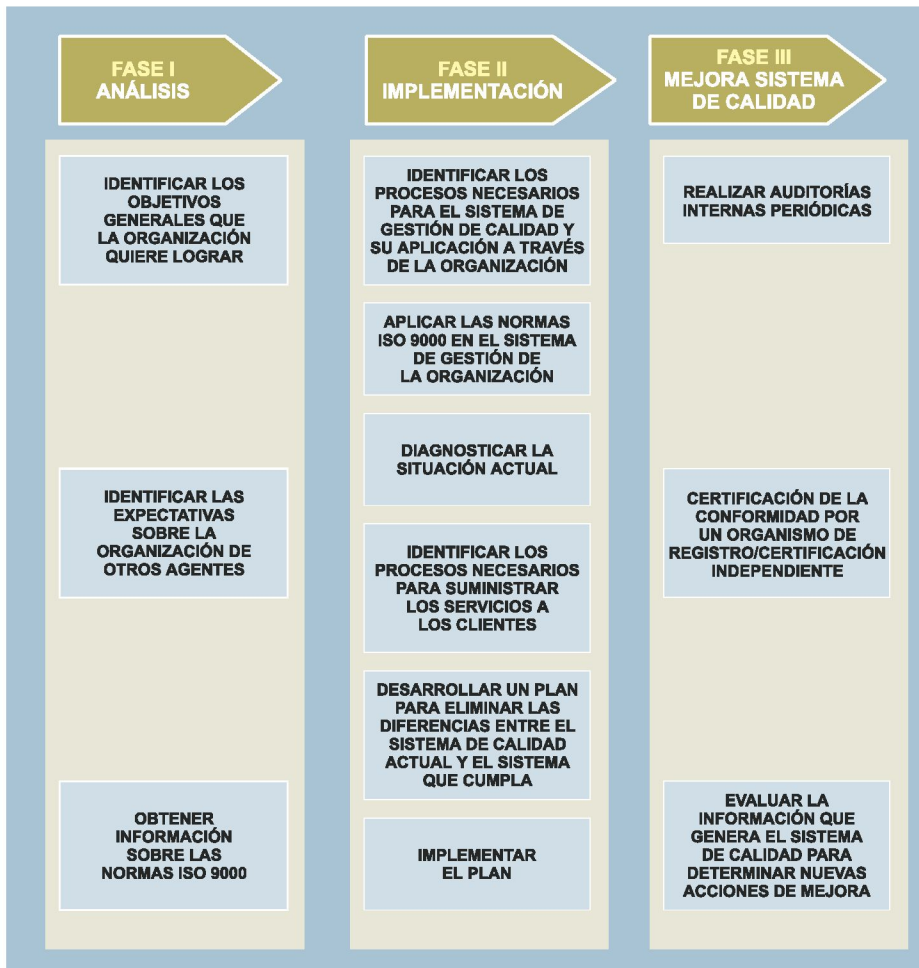 FASE I
ANÁLISIS
IDENTIFICAR LOS
OBJETIVOS
GENERALES QUE
LA ORGANIZACIÓN
QUIERE LOGRAR
IDENTIFICAR LAS
EXPECTATIVAS
SOBRE LA
ORGANIZACIÓN DE
OTROS AGENTES
OBTENER
INFORMACIÓN
SOBRE LAS
NORMAS ISO 9000
FASE II
IMPLEMENTACIÓN
IDENTIFICAR LOS
PROCESOS NECESARIOS
PARA EL SISTEMA DE
GESTIÓN DE CALIDAD Y
SU APLICACIÓN A TRAVÉS
DE LA ORGANIZACIÓN
APLICAR LAS NORMAS
ISO 9000 EN EL SISTEMA
DE GESTIÓN DE
LA ORGANIZACIÓN
DIAGNOSTICAR LA
SITUACIÓN ACTUAL
IDENTIFICAR LOS
PROCESOS NECESARIOS
PARA SUMINISTRAR
LOS SERVICIOS A
LOS CLIENTES
DESARROLLAR UN PLAN
PARA ELIMINAR LAS
DIFERENCIAS ENTRE EL
SISTEMA DE CALIDAD
ACTUAL Y EL SISTEMA
QUE CUMPLA
IMPLEMENTAR
EL PLAN
FASE III
MEJORA SISTEMA
DE CALIDAD
REALIZAR AUDITORÍAS
INTERNAS PERIÓDICAS
CERTIFICACIÓN DE LA
CONFORMIDAD POR
UN ORGANISMO DE
REGISTRO/CERTIFICACIÓN
INDEPENDIENTE
EVALUAR LA
INFORMACIÓN QUE
GENERA EL SISTEMA
DE CALIDAD PARA
DETERMINAR NUEVAS
ACCIONES DE MEJORA